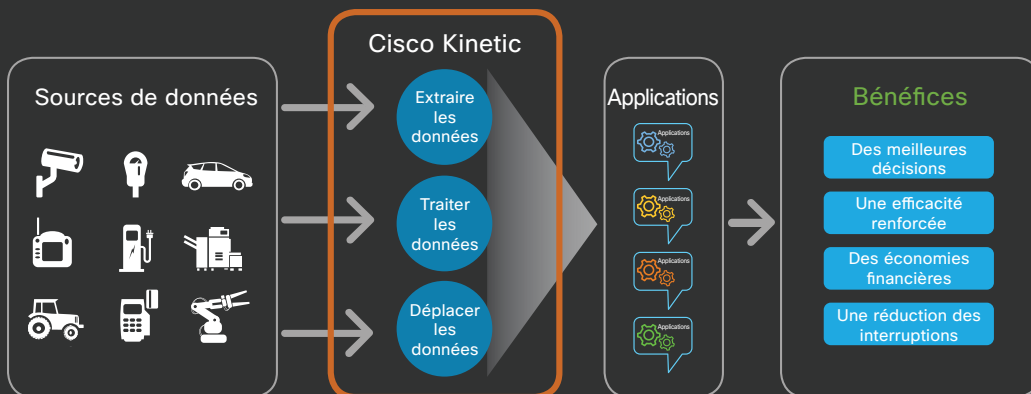 Sources de données
Cisco Kinetic
Extraire
les
données
Traiter
les
données
Déplacer
les
données
Applications
Applications
Applications
Applications
Applications
Bénéfices
Des meilleures
décisions
Une efficacité
renforcée
Des économies
financières
Une réduction des
interruptions